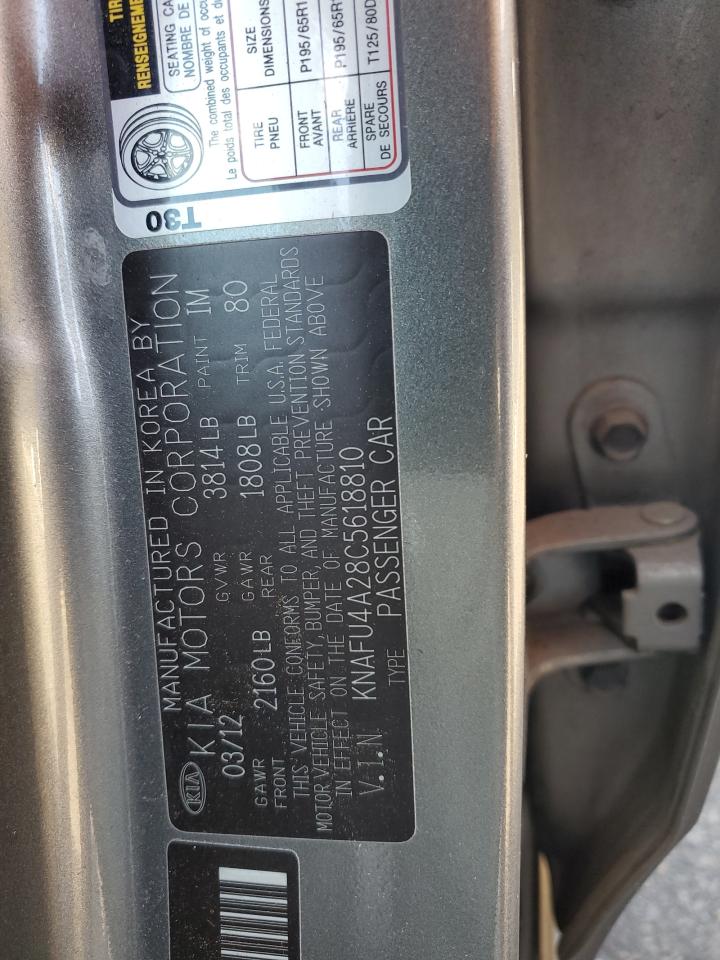 TIRE
RENSEIGNEME
SEATING CA
NOMBRE DE
The combined weight of occu
Le poids total des occupants et du
TIRE
PNEU
SIZE
DIMENSIONS
FRONT
AVANT
P195/65R1
REAR
ARRIÈRE
P195/65R1
SPARE
DE SECOURS
T125/80D
T30
MANUFACTURED IN KOREA BY
KIA KIA MOTORS CORPORATION
03/12 GVWR 3814LB PAINT IM
GAWR FRONT 2160LB GAWR REAR 1808LB TRIM 80
THIS VEHICLE CONFORMS TO ALL APPLICABLE U.S.A. FEDERAL
MOTOR VEHICLE SAFETY, BUMPER, AND THEFT PREVENTION STANDARDS
IN EFFECT ON THE DATE OF MANUFACTURE SHOWN ABOVE
V.I.N. KNAFU4A28C5618810
TYPE PASSENGER CAR